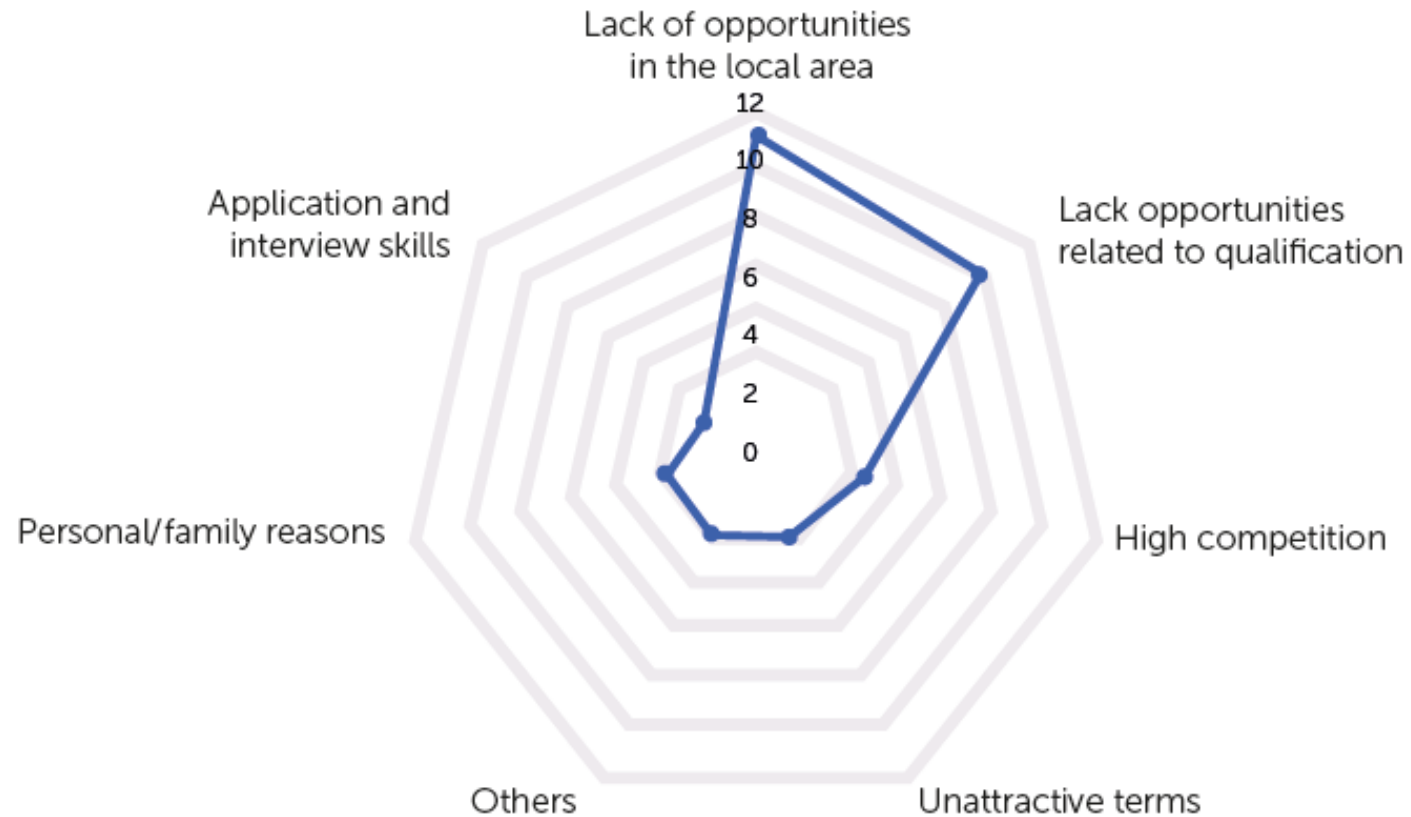 Lack of opportunities
in the local area
12
10
8
6
4
2
0
Application and
interview skills
Lack opportunities
related to qualification
Personal/family reasons
High competition
Others
Unattractive terms